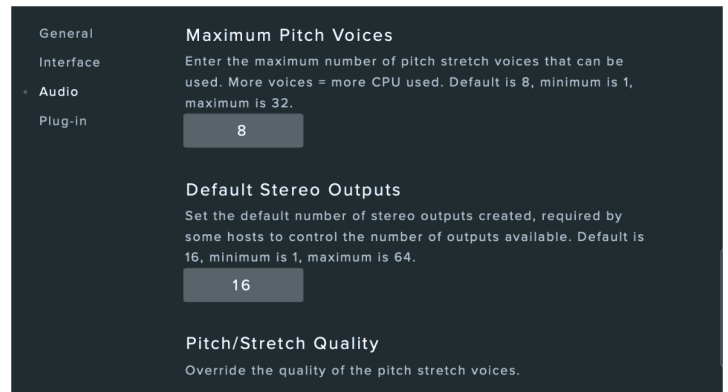 General
Interface
Audio
Plug-in
Maximum Pitch Voices
Enter the maximum number of pitch stretch voices that can be
used. More voices = more CPU used. Default is 8, minimum is 1,
maximum is 32.
8
Default Stereo Outputs
Set the default number of stereo outputs created, required by
some hosts to control the number of outputs available. Default is
16, minimum is 1, maximum is 64.
16
Pitch/Stretch Quality
Override the quality of the pitch stretch voices.